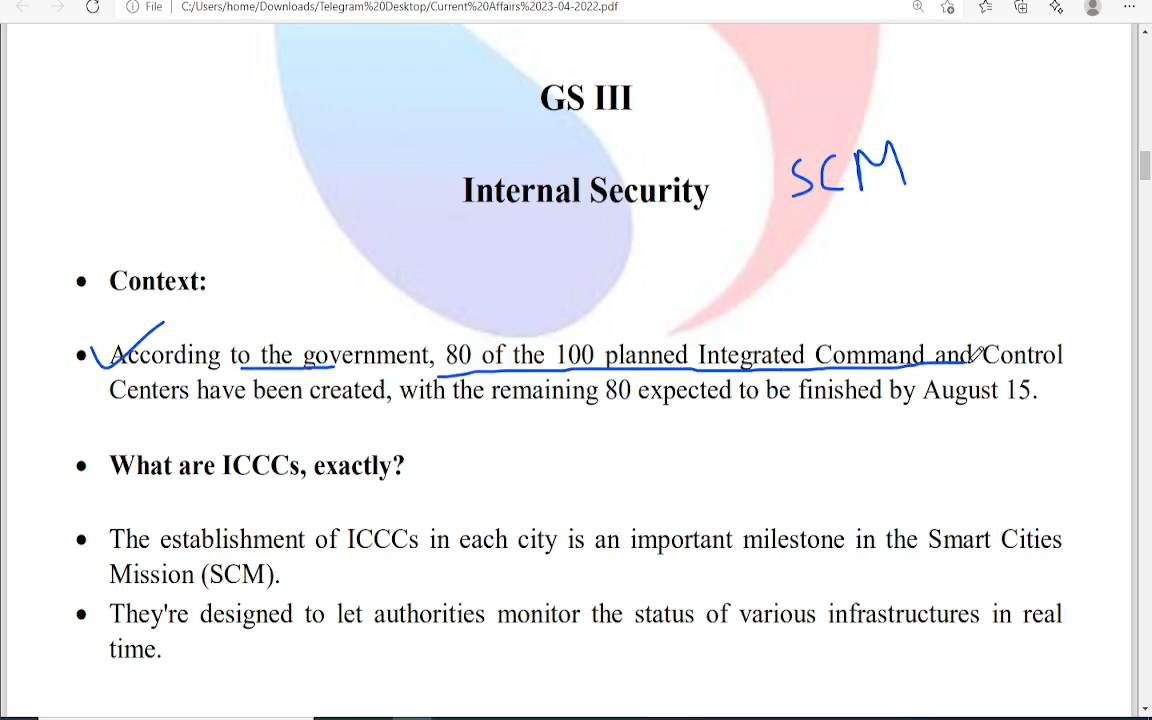 File | C:/Users/home/Downloads/Telegram%20Desktop/Current%20Affairs%2023-04-2022.pdf
GS III
Internal Security
SCM
• Context:
• According to the government, 80 of the 100 planned Integrated Command and Control
Centers have been created, with the remaining 80 expected to be finished by August 15.
• What are ICCCs, exactly?
• The establishment of ICCCs in each city is an important milestone in the Smart Cities
Mission (SCM).
• They're designed to let authorities monitor the status of various infrastructures in real
time.